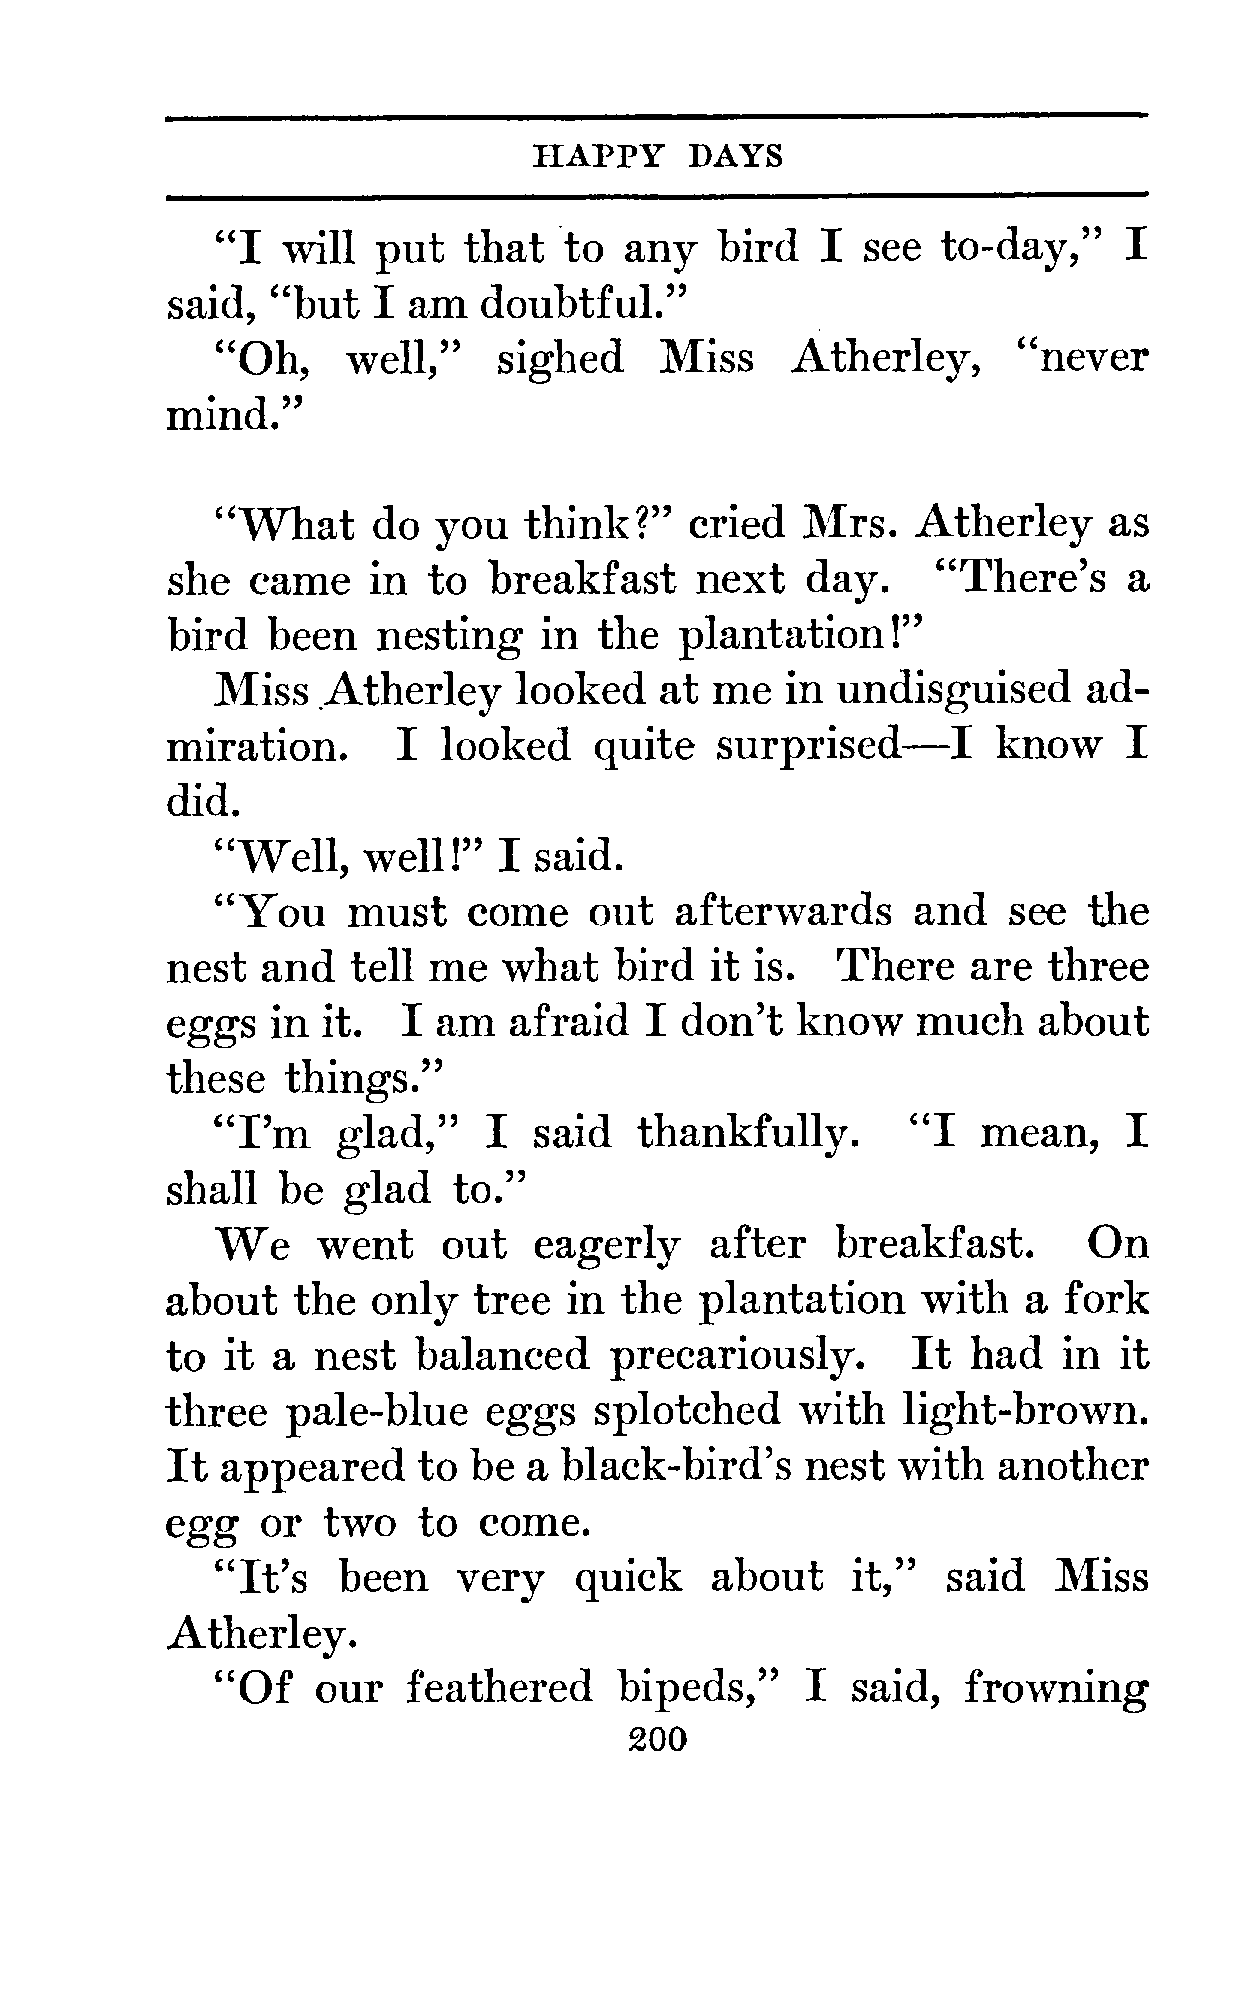 HAPPY DAYS
“I will put that to any bird I see to-day,” I
said, “but I am doubtful.”
“Oh, well,” sighed Miss Atherley, “never
mind.”
“What do you think?” cried Mrs. Atherley as
she came in to breakfast next day. “There’s a
bird been nesting in the plantation!”
Miss Atherley looked at me in undisguised ad-
miration. I looked quite surprised—I know I
did.
“Well, well!” I said.
“You must come out afterwards and see the
nest and tell me what bird it is. There are three
eggs in it. I am afraid I don’t know much about
these things.”
“I’m glad,” I said thankfully. “I mean, I
shall be glad to.”
We went out eagerly after breakfast. On
about the only tree in the plantation with a fork
to it a nest balanced precariously. It had in it
three pale-blue eggs splotched with light-brown.
It appeared to be a black-bird’s nest with another
egg or two to come.
“It’s been very quick about it,” said Miss
Atherley.
“Of our feathered bipeds,” I said, frowning
200